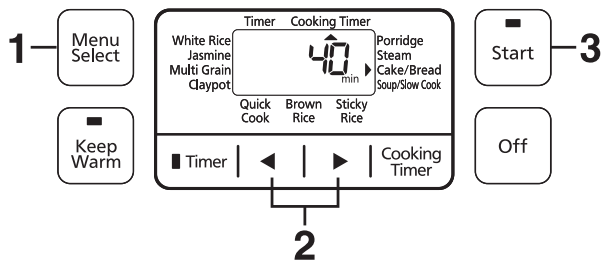 1
Menu
Select
Keep
Warm
Timer Cooking Timer
White Rice
Jasmine
Multi Grain
Claypot
40
min
Porridge
Steam
Cake/Bread
Soup/Slow Cook
Quick
Cook
Brown
Rice
Sticky
Rice
Timer
Cooking
Timer
2
Start
3
Off